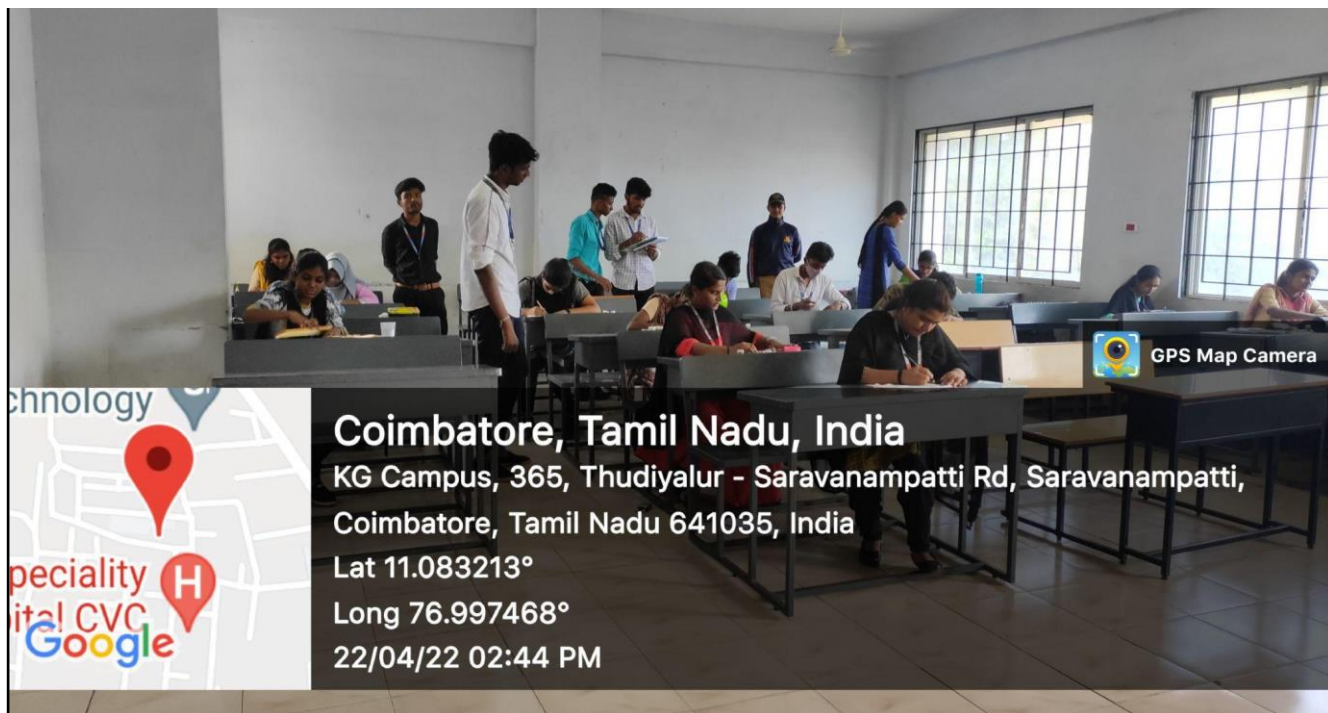 GPS Map Camera
chnology
peciality
H
ital CVC
Google
Coimbatore, Tamil Nadu, India
KG Campus, 365, Thudiyalur - Saravanampatti Rd, Saravanampatti,
Coimbatore, Tamil Nadu 641035, India
Lat 11.083213°
Long 76.997468°
22/04/22 02:44 PM